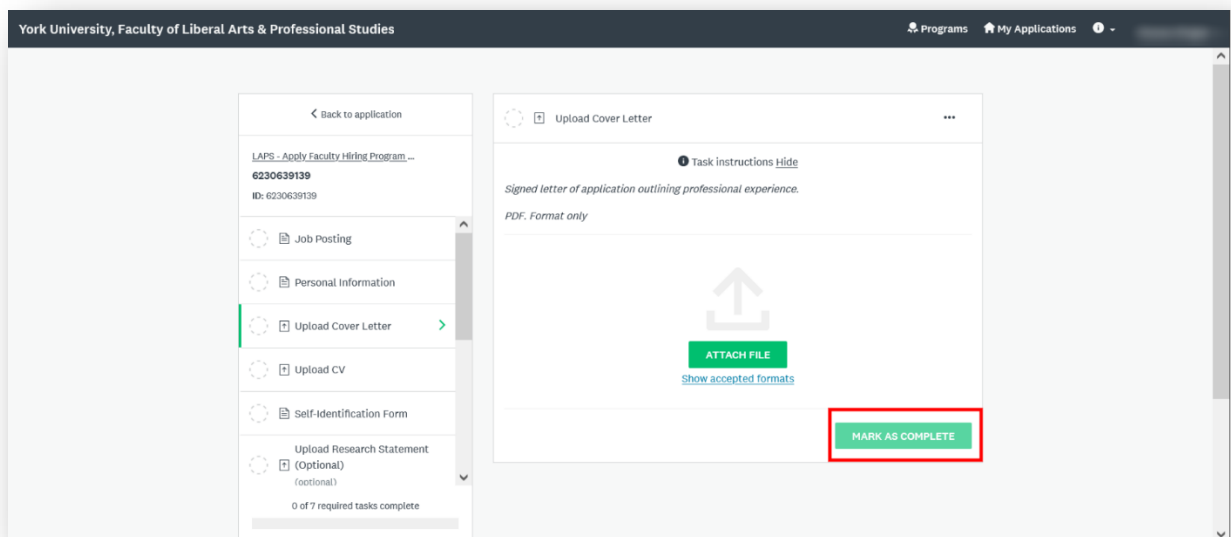 York University, Faculty of Liberal Arts & Professional Studies
Programs
My Applications
Back to application
LAPS - Apply Faculty Hiring Program ...
6230639139
ID: 6230639139
Job Posting
Personal Information
Upload Cover Letter
Upload CV
Self-Identification Form
Upload Research Statement
(Optional)
(optional)
0 of 7 required tasks complete
Upload Cover Letter
•••
Task instructions Hide
Signed letter of application outlining professional experience.
PDF. Format only
ATTACH FILE
Show accepted formats
MARK AS COMPLETE